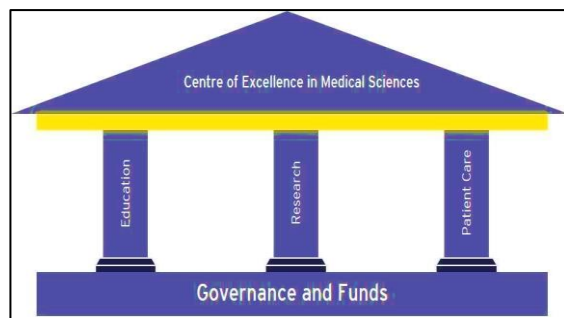 Centre of Excellence in Medical Sciences
Education
Research
Patient Care
Governance and Funds